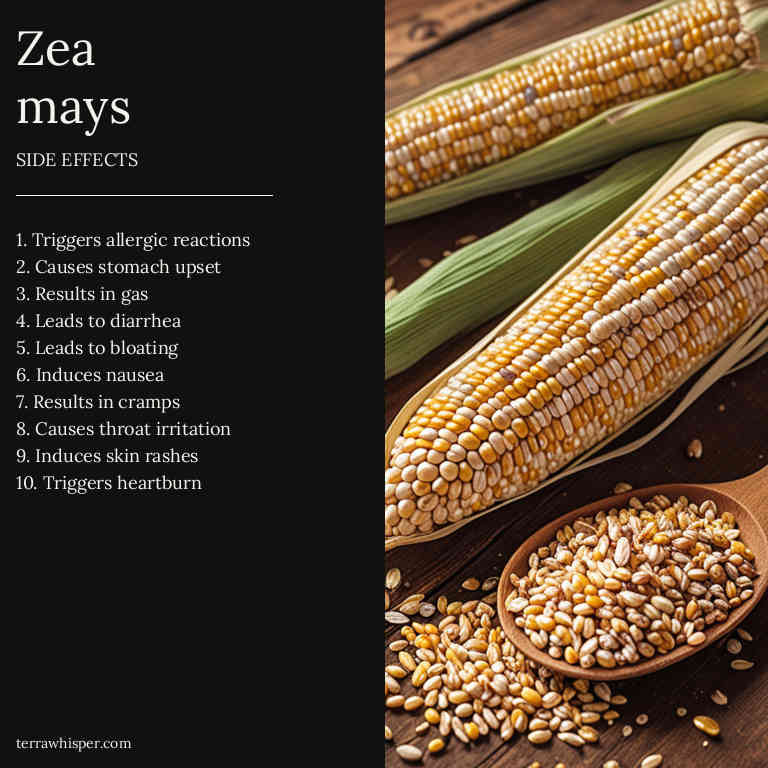 Zea
mays
SIDE EFFECTS
1. Triggers allergic reactions
2. Causes stomach upset
3. Results in gas
4. Leads to diarrhea
5. Leads to bloating
6. Induces nausea
7. Results in cramps
8. Causes throat irritation
9. Induces skin rashes
10. Triggers heartburn
terrawhisper.com